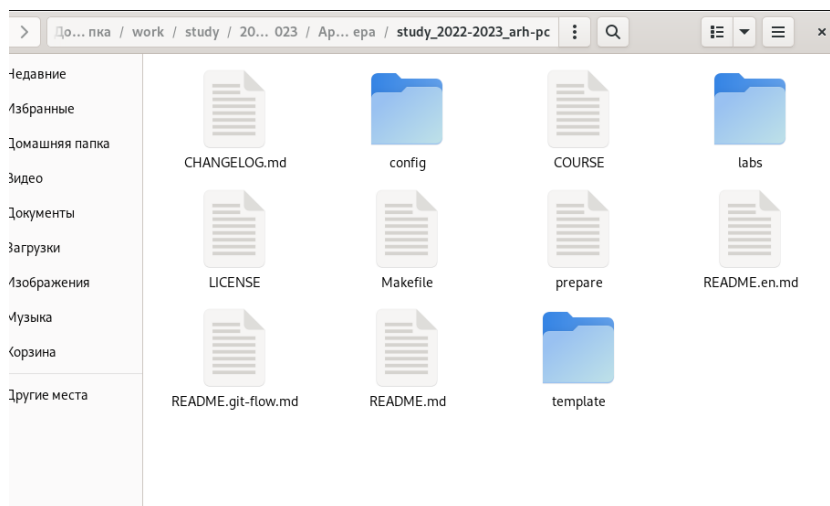 До... пка / work / study / 20... 023 / Ар... ера / study_2022-2023_arh-pc
Недавние
Избранные
Домашняя папка
Видео
Документы
Загрузки
Изображения
Музыка
Корзина
Другие места
CHANGELOG.md
config
COURSE
labs
LICENSE
Makefile
prepare
README.en.md
README.git-flow.md
README.md
template